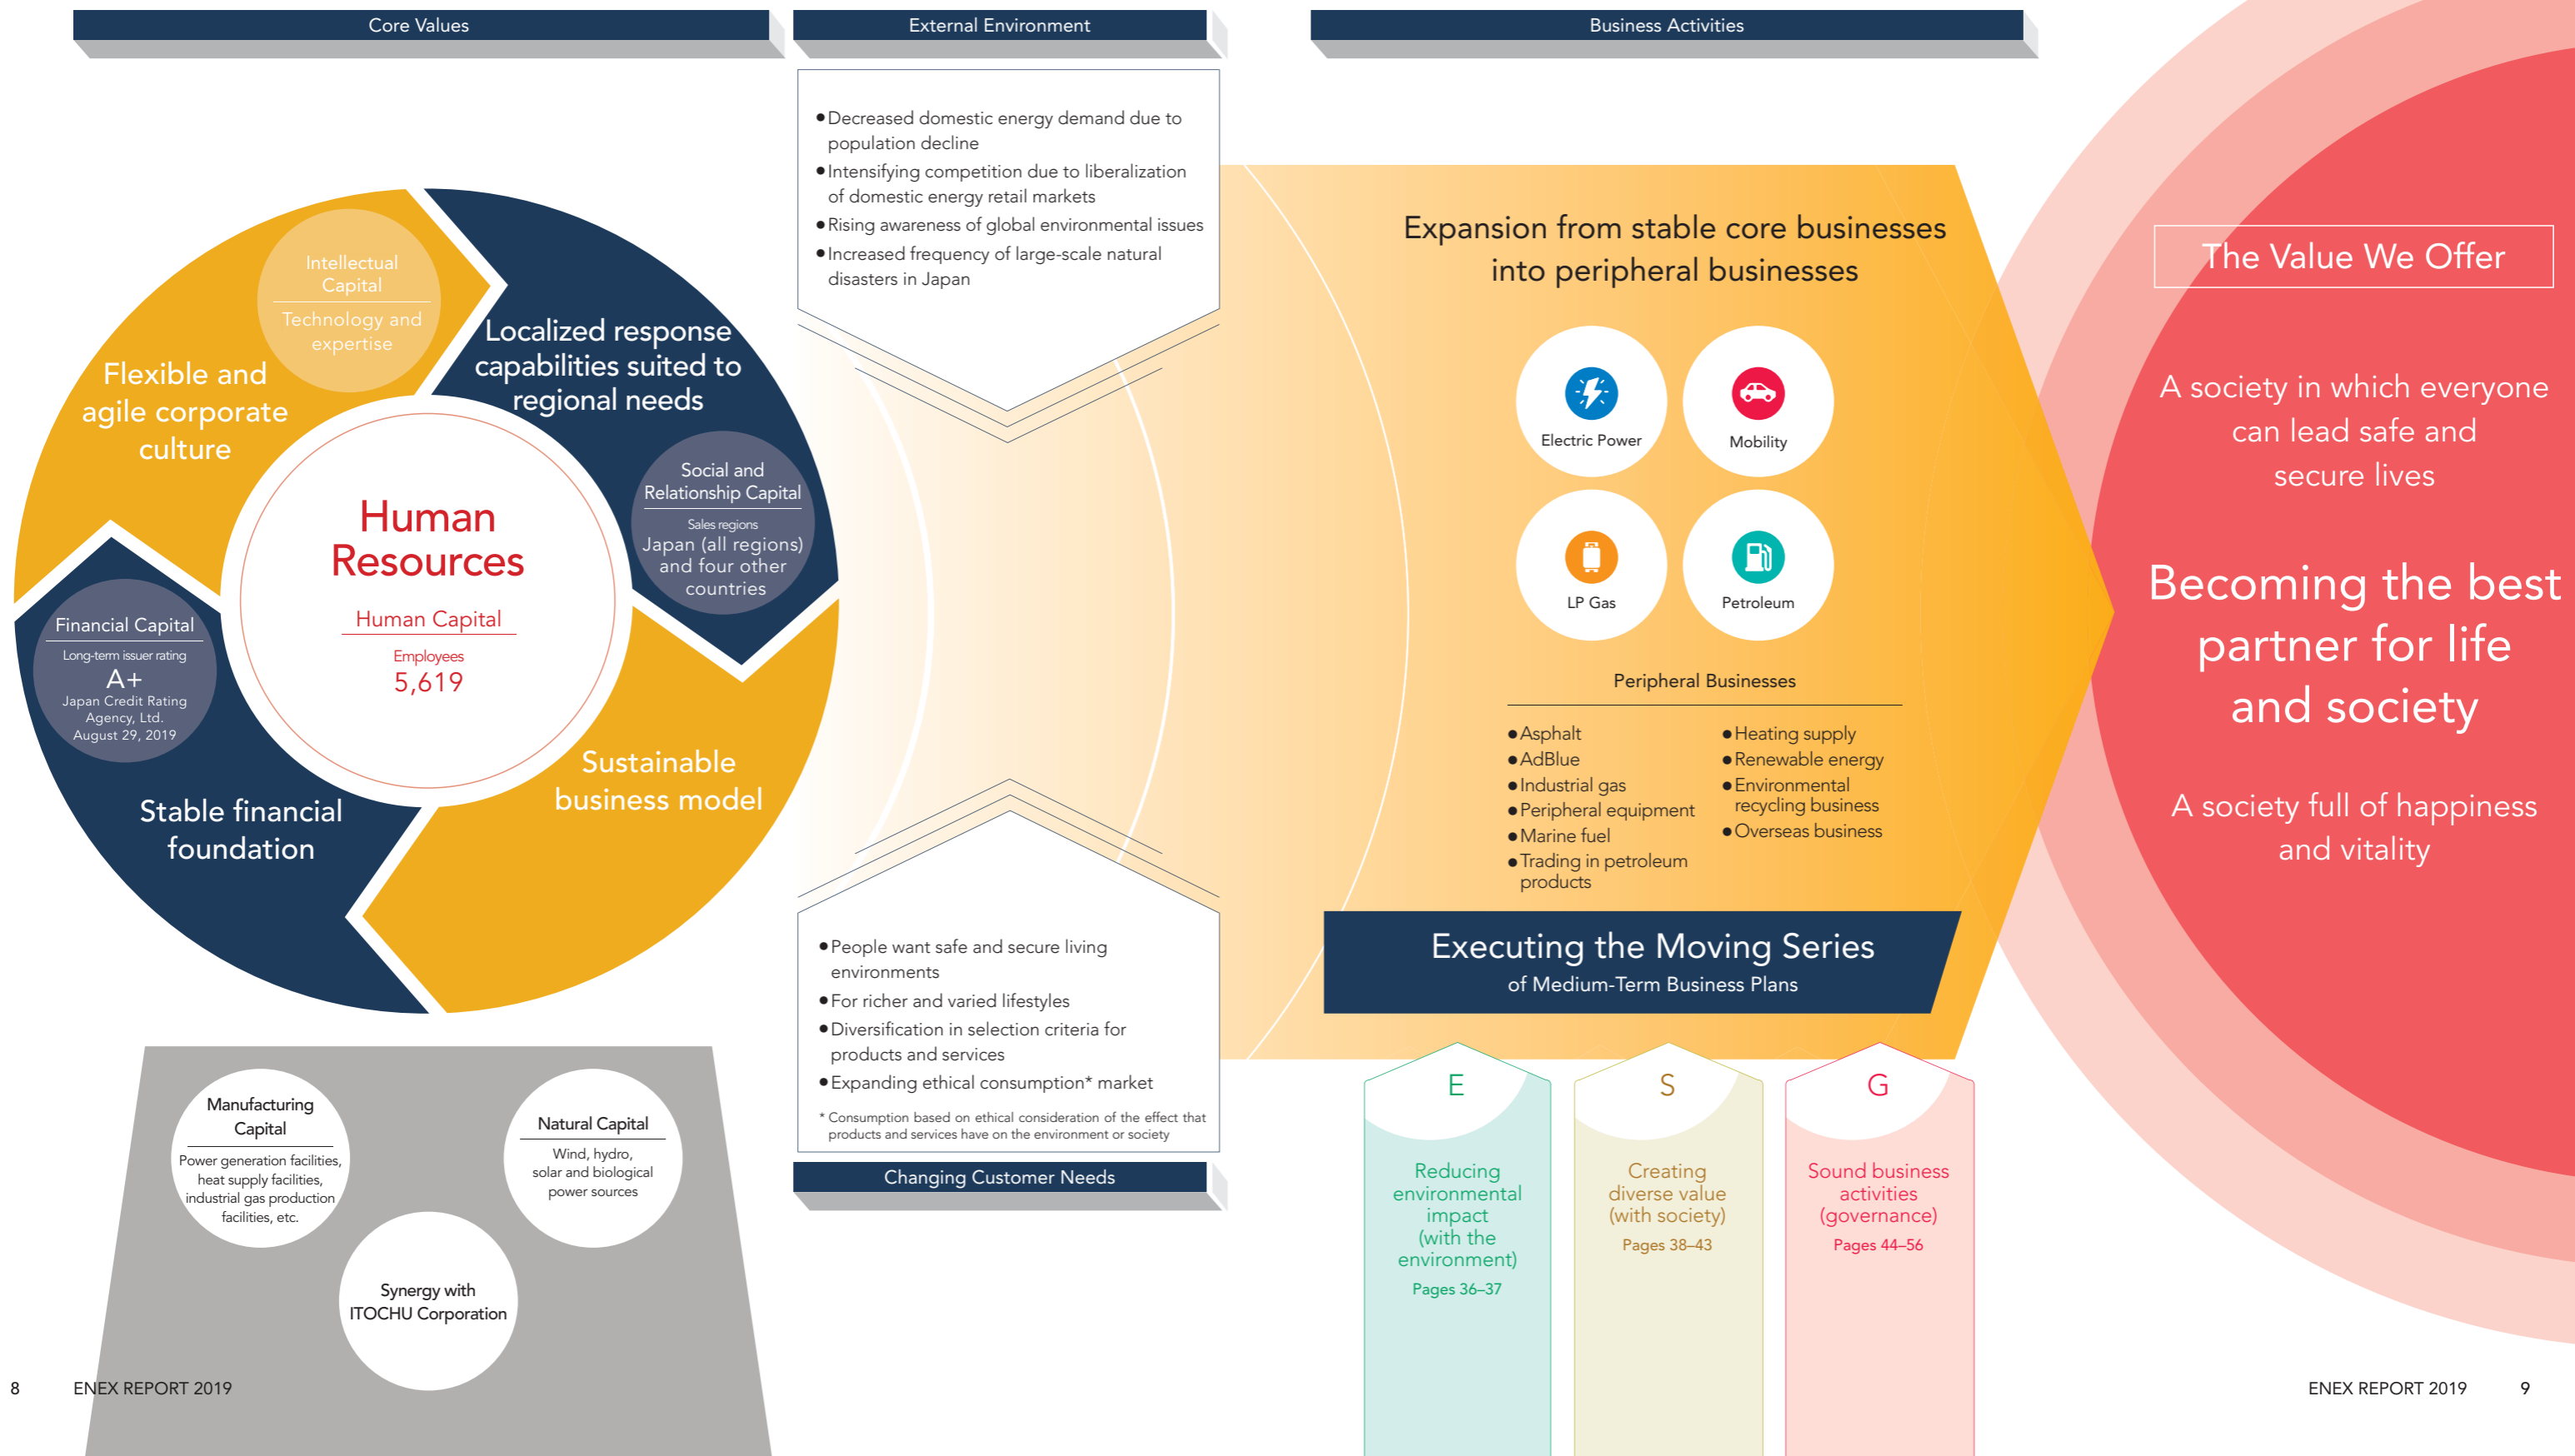 Core Values
Intellectual
Capital
Technology and
expertise
Flexible and
agile corporate
culture
Localized response
capabilities suited to
regional needs
Social and
Relationship Capital
Sales regions
Japan (all regions)
and four other
countries
Human
Resources
Human Capital
Employees
5,619
Financial Capital
Long-term issuer rating
A+
Japan Credit Rating
Agency, Ltd.
August 29, 2019
Stable financial
foundation
Sustainable
business model
Manufacturing
Capital
Power generation facilities,
heat supply facilities,
industrial gas production
facilities, etc.
Natural Capital
Wind, hydro,
solar and biological
power sources
Synergy with
ITOCHU Corporation
External Environment
●Decreased domestic energy demand due to
population decline
●Intensifying competition due to liberalization
of domestic energy retail markets
●Rising awareness of global environmental issues
●Increased frequency of large-scale natural
disasters in Japan
●People want safe and secure living
environments
●For richer and varied lifestyles
●Diversification in selection criteria for
products and services
●Expanding ethical consumption* market
* Consumption based on ethical consideration of the effect that
products and services have on the environment or society
Changing Customer Needs
Business Activities
Expansion from stable core businesses
into peripheral businesses
Electric Power
Mobility
LP Gas
Petroleum
Peripheral Businesses
●Asphalt
●AdBlue
●Industrial gas
●Peripheral equipment
●Marine fuel
●Trading in petroleum
products
●Heating supply
●Renewable energy
●Environmental
recycling business
●Overseas business
Executing the Moving Series
of Medium-Term Business Plans
E
Reducing
environmental
impact
(with the
environment)
Pages 36–37
S
Creating
diverse value
(with society)
Pages 38–43
G
Sound business
activities
(governance)
Pages 44–56
The Value We Offer
A society in which everyone
can lead safe and
secure lives
Becoming the best
partner for life
and society
A society full of happiness
and vitality
8 ENEX REPORT 2019
ENEX REPORT 2019 9